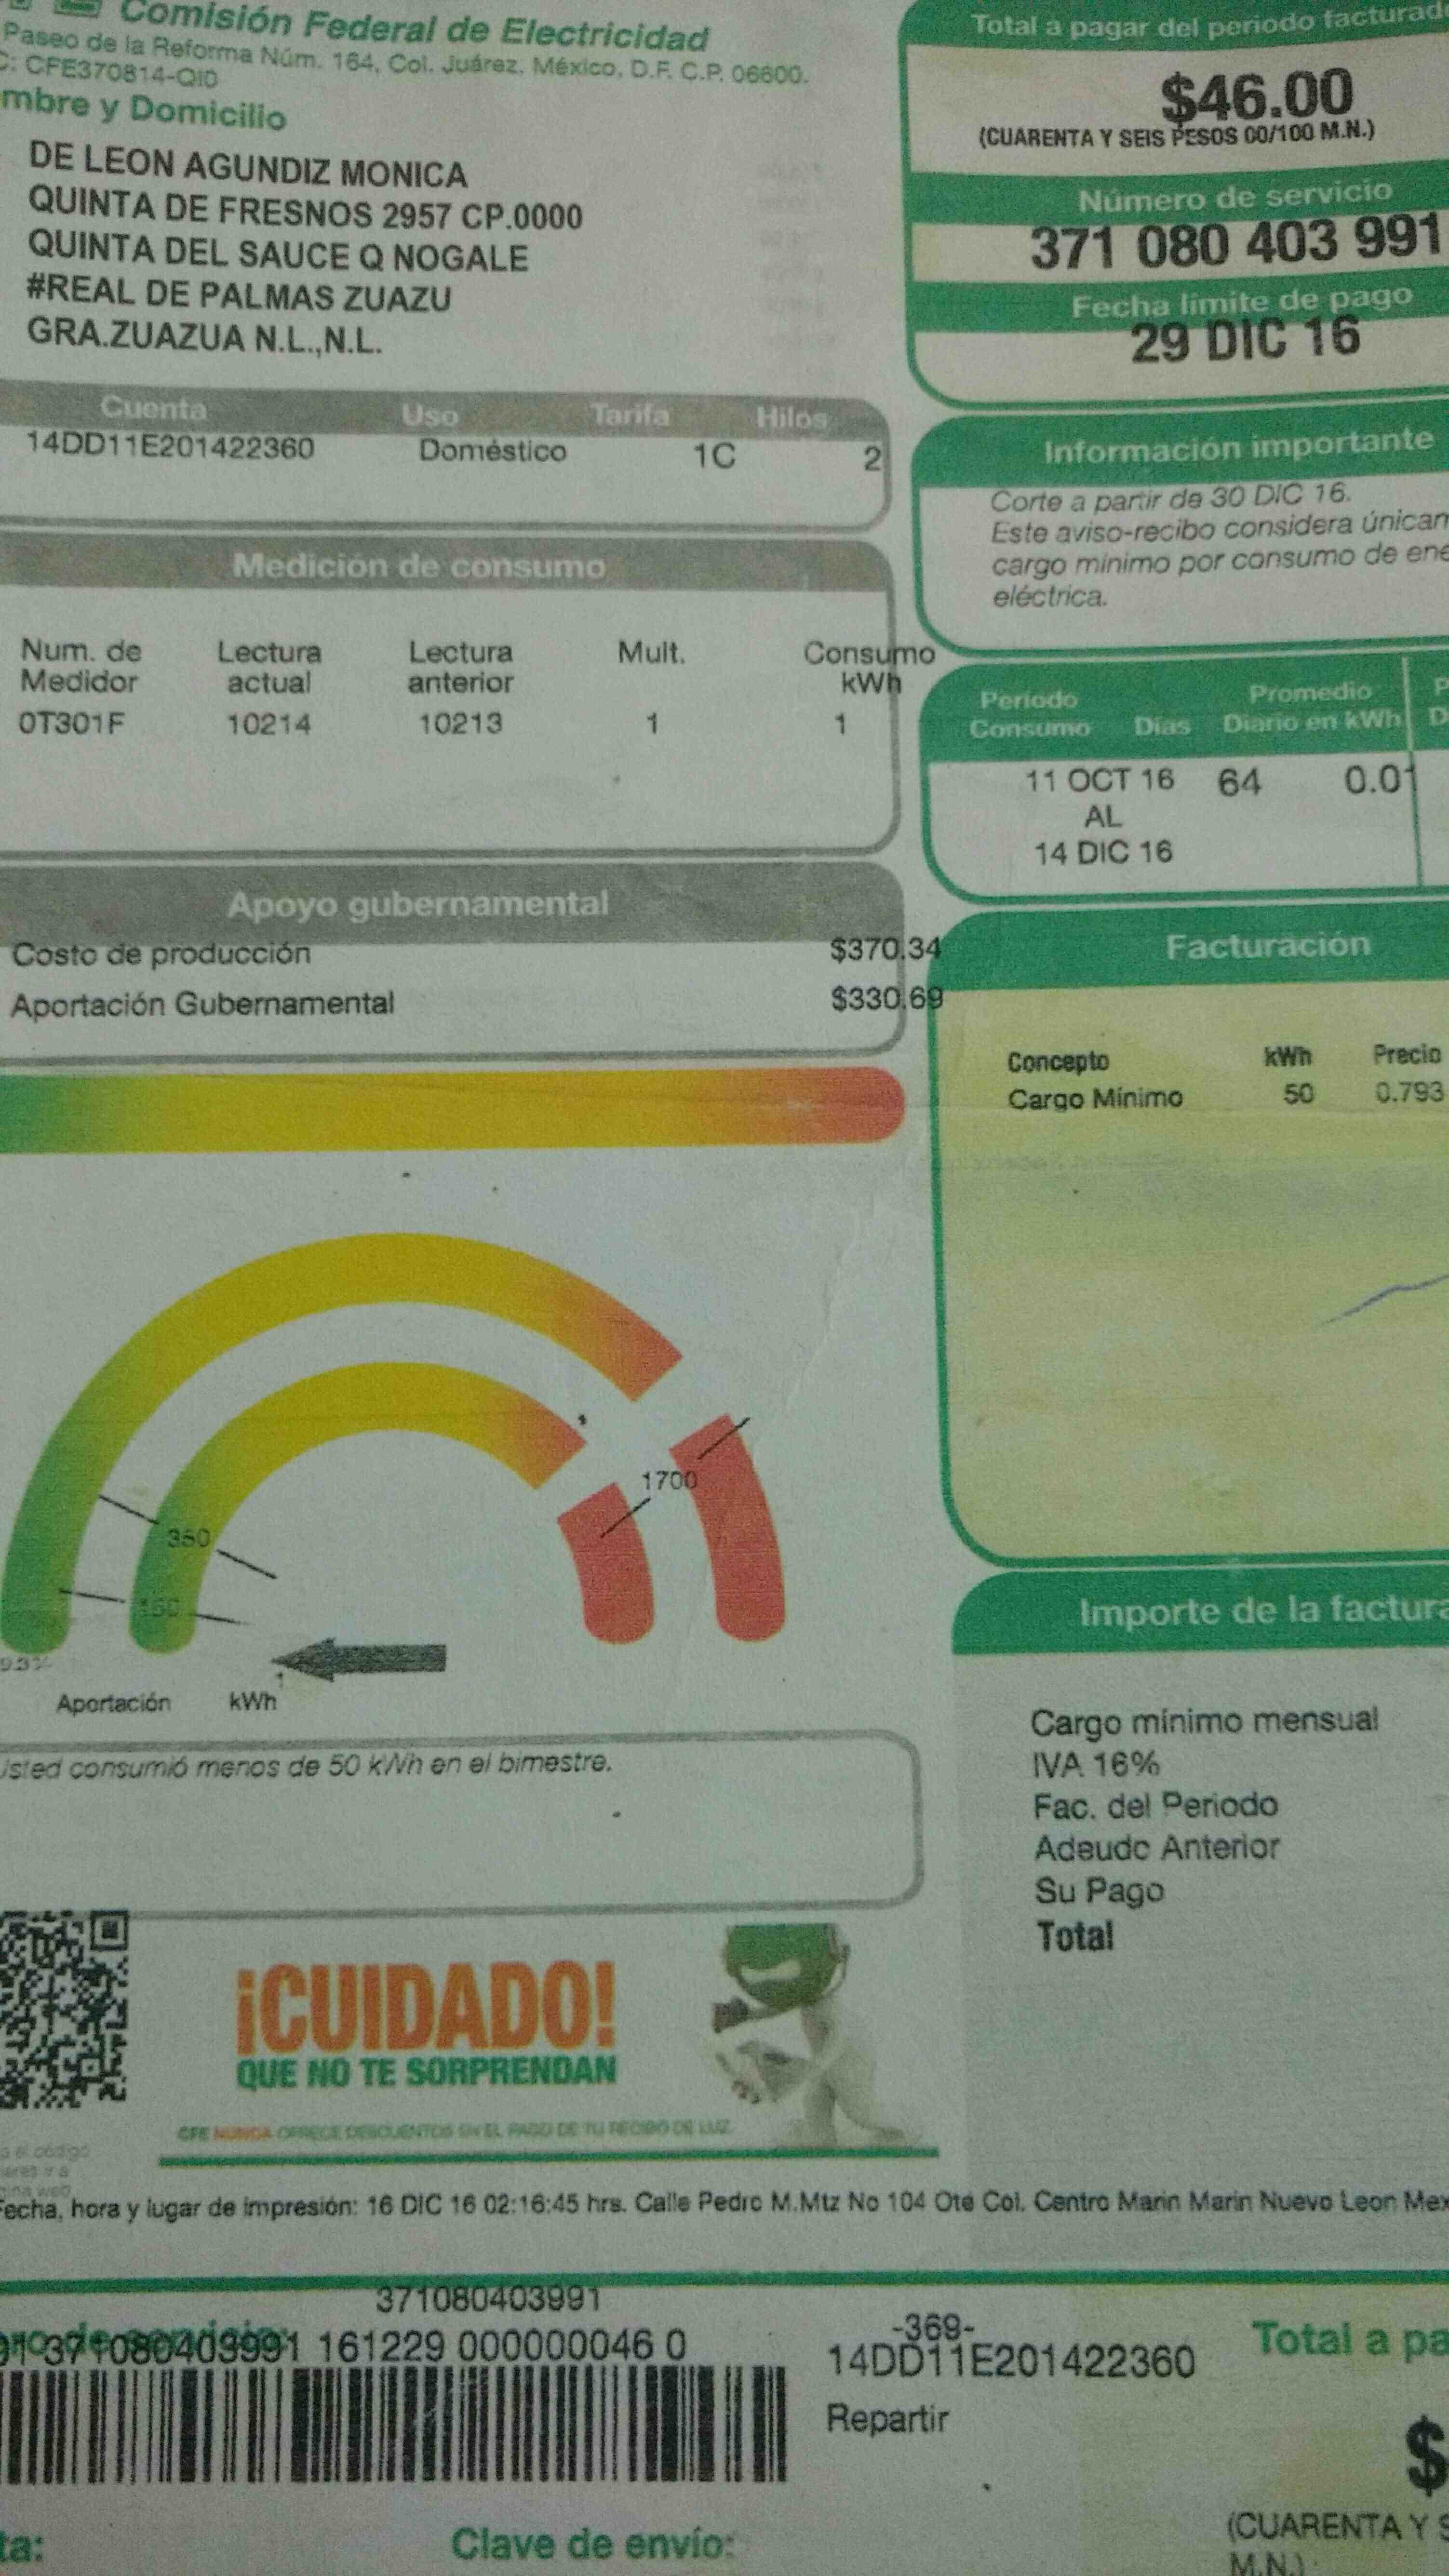 Comisión Federal de Electricidad
Paseo de la Reforma Núm. 164, Col. Juárez, México, D.F. C.P. 06600.
C: CFE370814-QI0
mbre y Domicilio
DE LEON AGUNDIZ MONICA
QUINTA DE FRESNOS 2957 CP.0000
QUINTA DEL SAUCE Q NOGALE
#REAL DE PALMAS ZUAZU
GRA.ZUAZUA N.L.,N.L.
Total a pagar del periodo facturad
$46.00
(CUARENTA Y SEIS PESOS 00/100 M.N.)
Número de servicio
371 080 403 991
Fecha límite de pago
29 DIC 16
Cuenta Uso Tarifa Hilos
14DD11E201422360 Doméstico 1C 2
Información importante
Corte a partir de 30 DIC 16.
Este aviso-recibo considera únicam
cargo mínimo por consumo de ene
eléctrica.
Medición de consumo
Num. de Lectura Lectura Mult. Consumo
Medidor actual anterior kWh
0T301F 10214 10213 1 1
Periodo Promedio P
Consumo Días Diario en kWh D
11 OCT 16 64 0.01
AL
14 DIC 16
Apoyo gubernamental
Costo de producción $370.34
Aportación Gubernamental $330.69
Facturación
Concepto kWh Precio
Cargo Mínimo 50 0.793
1700
350
1
Aportación kWh
Usted consumió menos de 50 kWh en el bimestre.
Importe de la factura
Cargo mínimo mensual
IVA 16%
Fac. del Periodo
Adeudo Anterior
Su Pago
Total
¡CUIDADO!
QUE NO TE SORPRENDAN
CFE NUNCA OFRECE DESCUENTOS EN EL PAGO DE TU RECIBO DE LUZ
Fecha, hora y lugar de impresión: 16 DIC 16 02:16:45 hrs. Calle Pedro M.Mtz No 104 Ote Col. Centro Marin Marin Nuevo Leon Mex
371080403991
01 371080403991 161229 000000046 0
-369-
14DD11E201422360
Repartir
Total a pa
$
(CUARENTA Y S
M.N.)
ta:
Clave de envío: